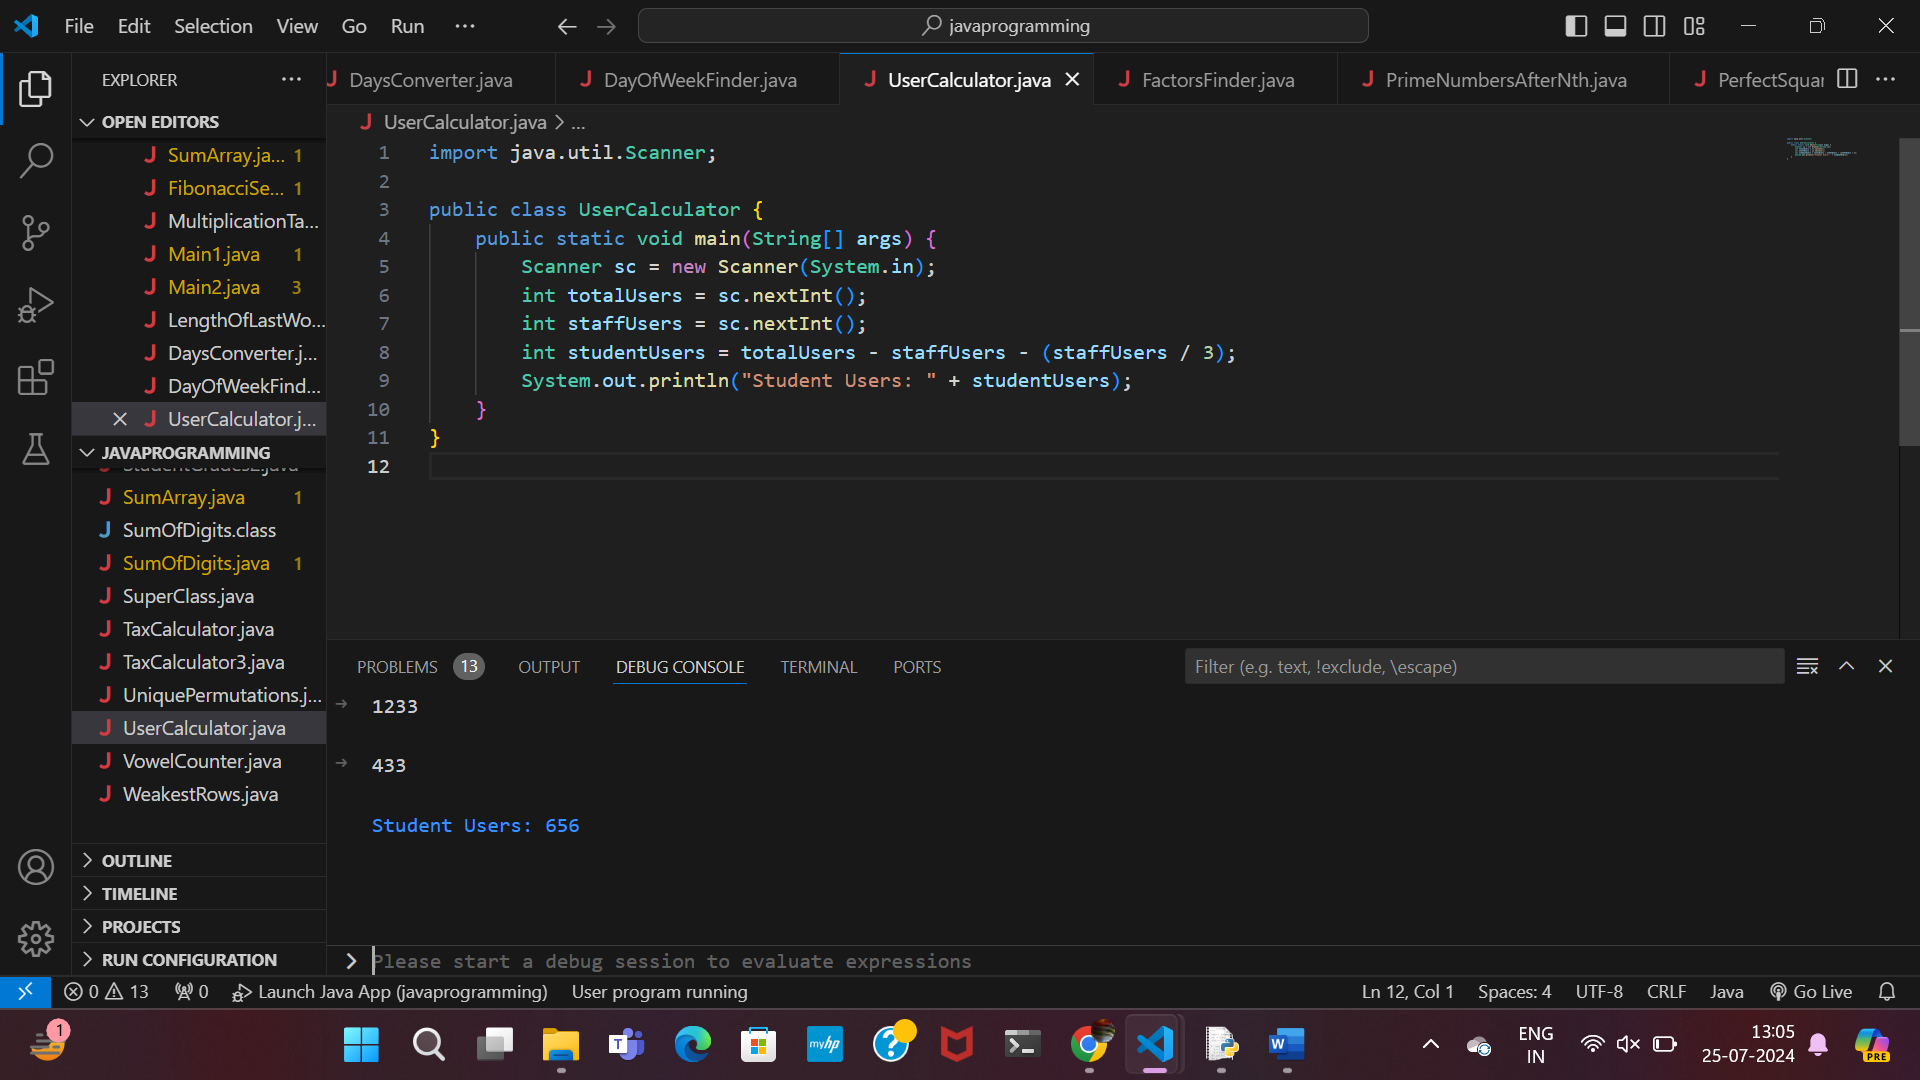 File Edit Selection View Go Run ··· javaprogramming
EXPLORER ···
DaysConverter.java DayOfWeekFinder.java UserCalculator.java FactorsFinder.java PrimeNumbersAfterNth.java PerfectSquar ···
OPEN EDITORS
SumArray.ja... 1
FibonacciSe... 1
MultiplicationTa...
Main1.java 1
Main2.java 3
LengthOfLastWo...
DaysConverter.j...
DayOfWeekFind...
UserCalculator.j...
JAVAPROGRAMMING
StudentGrades2.java
SumArray.java 1
SumOfDigits.class
SumOfDigits.java 1
SuperClass.java
TaxCalculator.java
TaxCalculator3.java
UniquePermutations.j...
UserCalculator.java
VowelCounter.java
WeakestRows.java
OUTLINE
TIMELINE
PROJECTS
RUN CONFIGURATION
UserCalculator.java > ...
1 import java.util.Scanner;
2
3 public class UserCalculator {
4 public static void main(String[] args) {
5 Scanner sc = new Scanner(System.in);
6 int totalUsers = sc.nextInt();
7 int staffUsers = sc.nextInt();
8 int studentUsers = totalUsers - staffUsers - (staffUsers / 3);
9 System.out.println("Student Users: " + studentUsers);
10 }
11 }
12
PROBLEMS 13 OUTPUT DEBUG CONSOLE TERMINAL PORTS Filter (e.g. text, !exclude, \escape)
1233
433
Student Users: 656
Please start a debug session to evaluate expressions
0 13 0 Launch Java App (javaprogramming) User program running Ln 12, Col 1 Spaces: 4 UTF-8 CRLF Java Go Live
1
myhp
PRE
ENG
IN
13:05
25-07-2024